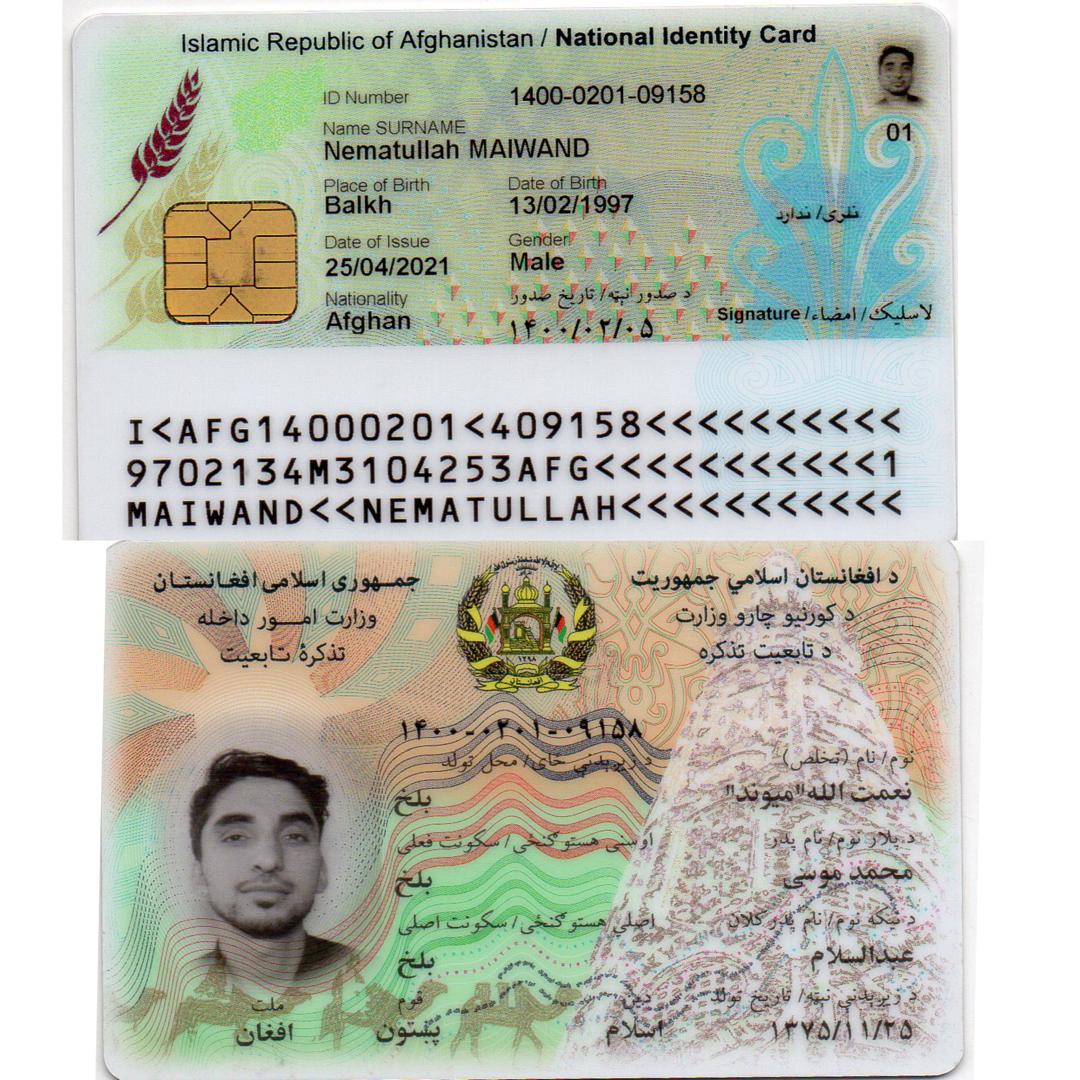 Islamic Republic of Afghanistan / National Identity Card
ID Number 1400-0201-09158
01
Name SURNAME
Nematullah MAIWAND
Place of Birth Date of Birth
Balkh 13/02/1997
نلری/ ندارد
Date of Issue Gender
25/04/2021 Male
Nationality د صدور نېټه/ تاریخ صدور
Afghan ۱۴۰۰/۰۲/۰۵
Signature /لاسلیک/ امضاء
I<AFG14000201<409158<<<<<<<<<<
9702134M3104253AFG<<<<<<<<<<<1
MAIWAND<<NEMATULLAH<<<<<<<<<<<
د افغانستان اسلامي جمهوریت
جمهوری اسلامی افغانستان
د کورنیو چارو وزارت
وزارت امور داخله
د تابعیت تذکره
تذکرهٔ تابعیت
۱۲۹۸
افغانستان
۱۴۰۰-۰۲۰۱-۰۹۱۵۸
نوم/ نام (تخلص)
د زېږېدنې ځای/ محل تولد
نعمت الله"میوند"
بلخ
د پلار نوم/ نام پدر
اوسنی هستوګنځی/ سکونت فعلی
محمد موسی
بلخ
د نیکه نوم/ نام پدر کلان
اصلي هستوګنځی/ سکونت اصلی
عبدالسلام
بلخ
د زېږېدنې نېټه/ تاریخ تولد
دین
قوم
ملت
۱۳۷۵/۱۱/۲۵
اسلام
پښتون
افغان